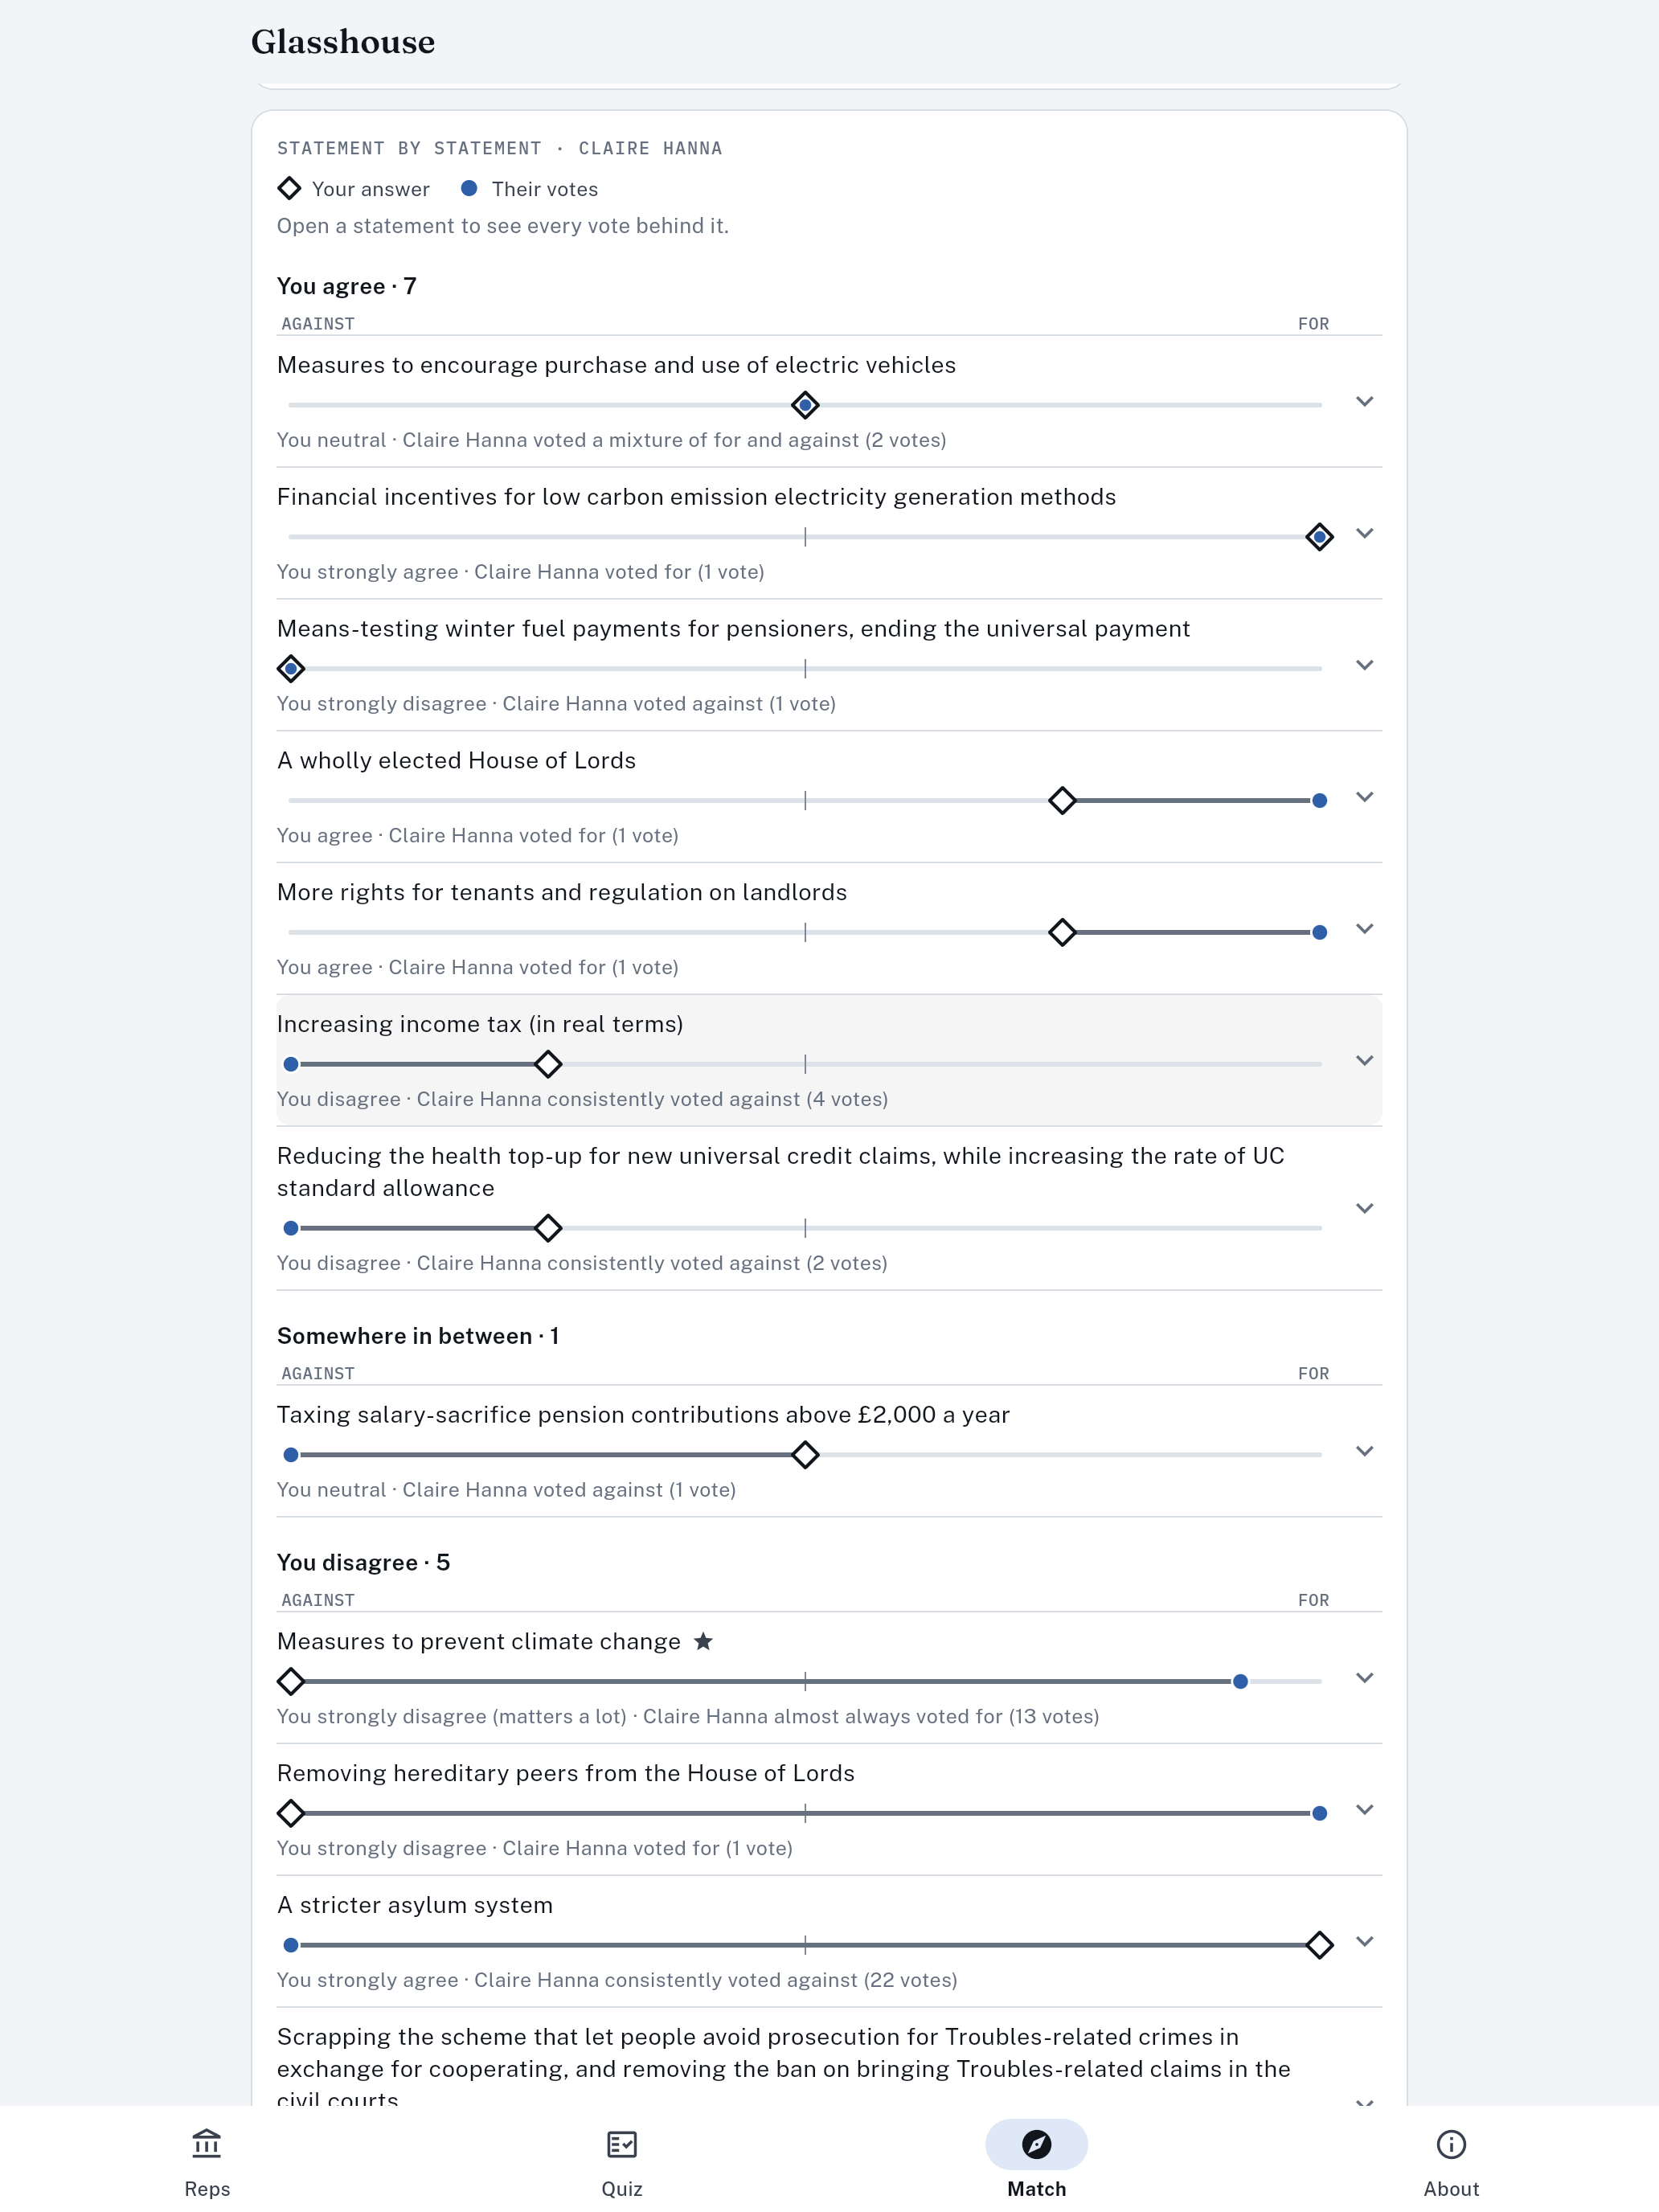 Glasshouse
STATEMENT BY STATEMENT · CLAIRE HANNA
Your answer
Their votes
Open a statement to see every vote behind it.
You agree · 7
AGAINST
FOR
Measures to encourage purchase and use of electric vehicles
You neutral · Claire Hanna voted a mixture of for and against (2 votes)
Financial incentives for low carbon emission electricity generation methods
You strongly agree · Claire Hanna voted for (1 vote)
Means-testing winter fuel payments for pensioners, ending the universal payment
You strongly disagree · Claire Hanna voted against (1 vote)
A wholly elected House of Lords
You agree · Claire Hanna voted for (1 vote)
More rights for tenants and regulation on landlords
You agree · Claire Hanna voted for (1 vote)
Increasing income tax (in real terms)
You disagree · Claire Hanna consistently voted against (4 votes)
Reducing the health top-up for new universal credit claims, while increasing the rate of UC
standard allowance
You disagree · Claire Hanna consistently voted against (2 votes)
Somewhere in between · 1
AGAINST
FOR
Taxing salary-sacrifice pension contributions above £2,000 a year
You neutral · Claire Hanna voted against (1 vote)
You disagree · 5
AGAINST
FOR
Measures to prevent climate change
You strongly disagree (matters a lot) · Claire Hanna almost always voted for (13 votes)
Removing hereditary peers from the House of Lords
You strongly disagree · Claire Hanna voted for (1 vote)
A stricter asylum system
You strongly agree · Claire Hanna consistently voted against (22 votes)
Scrapping the scheme that let people avoid prosecution for Troubles-related crimes in
exchange for cooperating, and removing the ban on bringing Troubles-related claims in the
civil courts
Reps
Quiz
Match
About